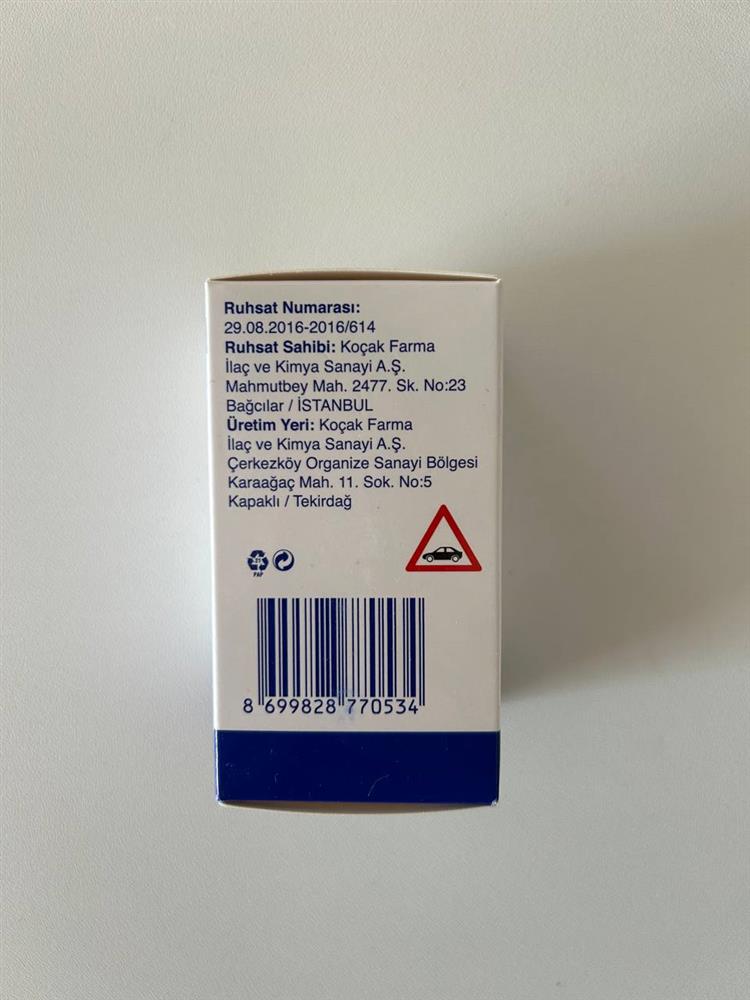 Ruhsat Numarası:
29.08.2016-2016/614
Ruhsat Sahibi: Koçak Farma
İlaç ve Kimya Sanayi A.Ş.
Mahmutbey Mah. 2477. Sk. No:23
Bağcılar / İSTANBUL
Üretim Yeri: Koçak Farma
İlaç ve Kimya Sanayi A.Ş.
Çerkezköy Organize Sanayi Bölgesi
Karaağaç Mah. 11. Sok. No:5
Kapaklı / Tekirdağ
21
PAP
8 699828 770534